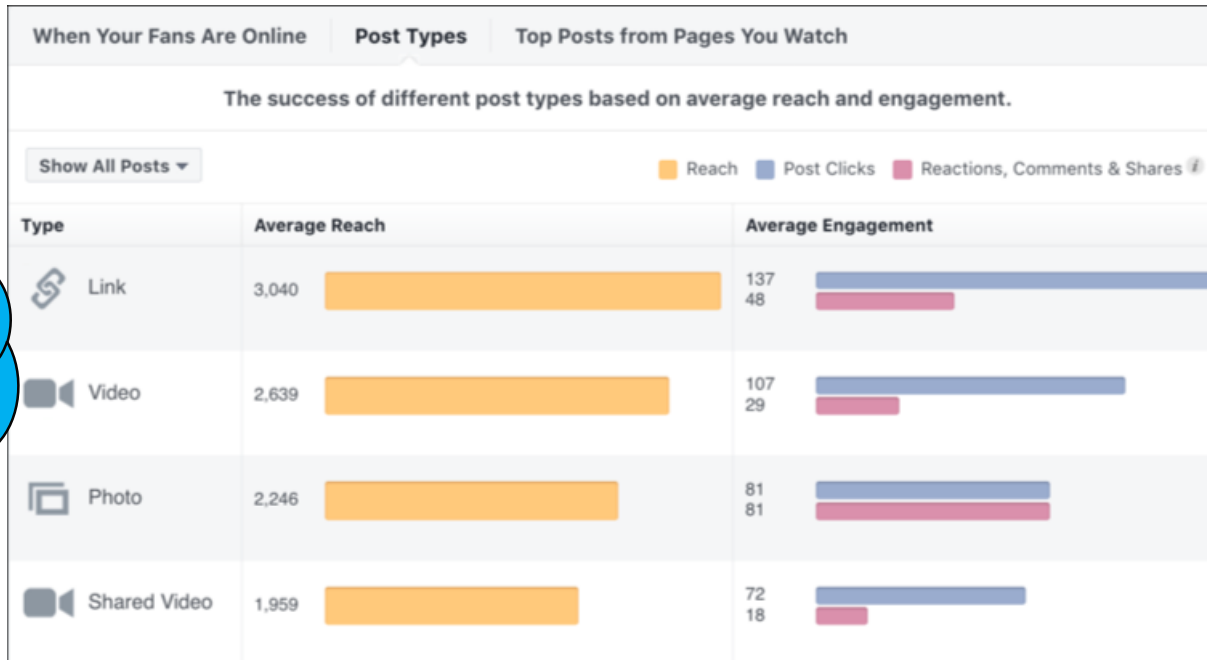 When Your Fans Are Online Post Types Top Posts from Pages You Watch
The success of different post types based on average reach and engagement.
Show All Posts Reach Post Clicks Reactions, Comments & Shares i
Type Average Reach Average Engagement
Link 3,040 137
48
Video 2,639 107
29
Photo 2,246 81
81
Shared Video 1,959 72
18